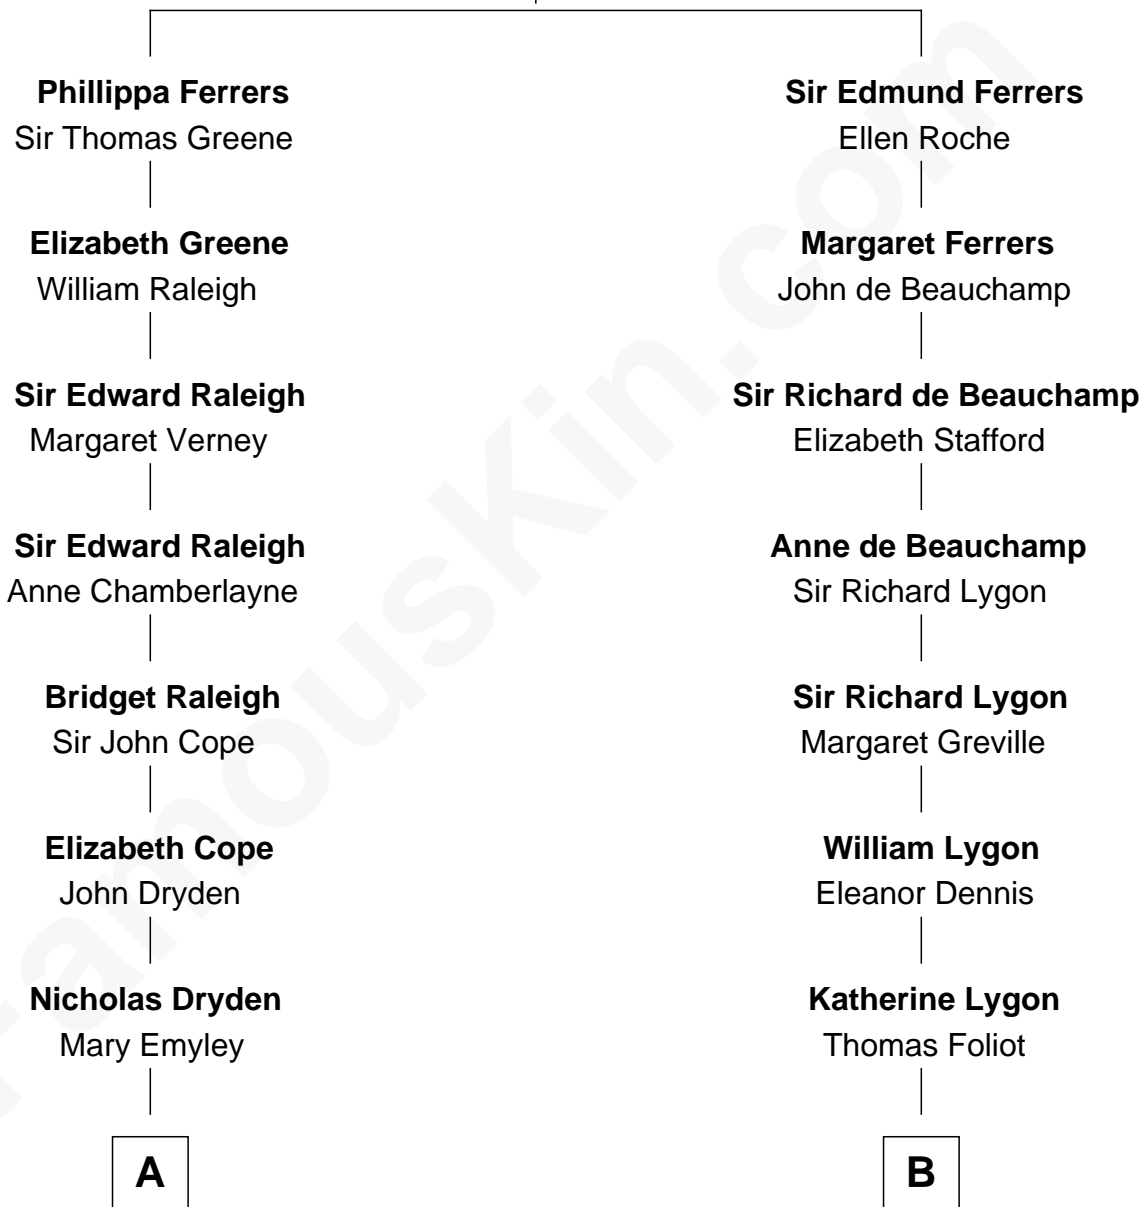 Phillippa Ferrers
Sir Thomas Greene
Elizabeth Greene
William Raleigh
Sir Edward Raleigh
Margaret Verney
Sir Edward Raleigh
Anne Chamberlayne
Bridget Raleigh
Sir John Cope
Elizabeth Cope
John Dryden
Nicholas Dryden
Mary Emyley
A
Sir Edmund Ferrers
Ellen Roche
Margaret Ferrers
John de Beauchamp
Sir Richard de Beauchamp
Elizabeth Stafford
Anne de Beauchamp
Sir Richard Lygon
Sir Richard Lygon
Margaret Greville
William Lygon
Eleanor Dennis
Katherine Lygon
Thomas Foliot
B
FamousKin.com